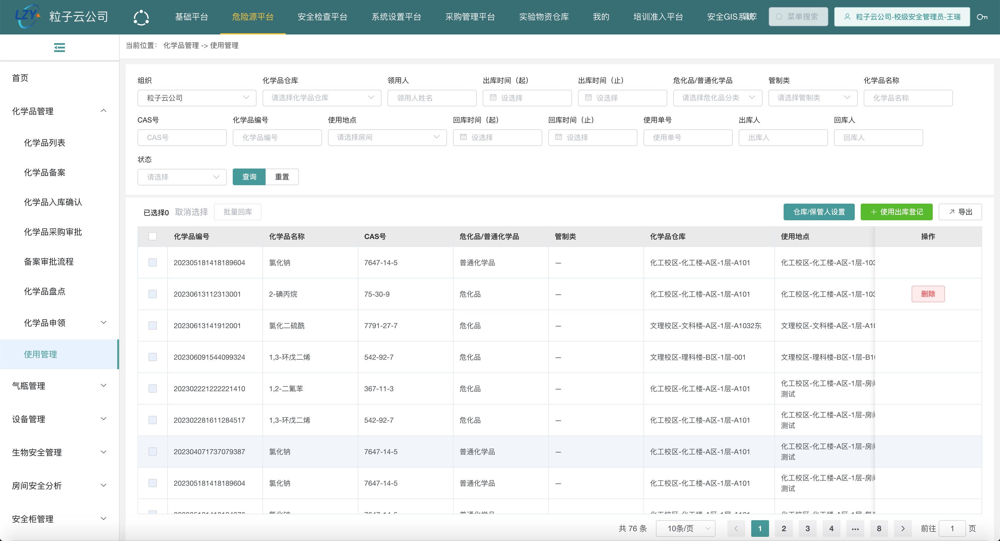 LZY 粒子云公司 基础平台 危险源平台 安全检查平台 系统设置平台 采购管理平台 实验物资仓库 我的 培训准入平台 安全GIS系统 菜单搜索 粒子云公司-校级安全管理员-王瑞
当前位置： 化学品管理 -> 使用管理
首页
化学品管理
化学品列表
化学品备案
化学品入库确认
化学品采购审批
备案审批流程
化学品盘点
化学品申领
使用管理
气瓶管理
设备管理
生物安全管理
房间安全分析
安全柜管理
组织 化学品仓库 领用人 出库时间（起） 出库时间（止） 危化品/普通化学品 管制类 化学品名称
粒子云公司 请选择化学品仓库 领用人姓名 设选择 设选择 请选择危化品分类 请选择管制类 化学品名称
CAS号 化学品编号 使用地点 回库时间（起） 回库时间（止） 使用单号 出库人 回库人
CAS号 化学品编号 请选择房间 设选择 设选择 使用单号 出库人 回库人
状态
请选择 查询 重置
已选择0 取消选择 批量回库 仓库/保管人设置 + 使用出库登记 导出
化学品编号 化学品名称 CAS号 危化品/普通化学品 管制类 化学品仓库 使用地点 操作
202305181418189604 氯化钠 7647-14-5 普通化学品 — 化工校区-化工楼-A区-1层-A101 化工校区-化工楼-A区-1层-103
20230613112313001 2-碘丙烷 75-30-9 危化品 — 化工校区-化工楼-A区-1层-A101 化工校区-化工楼-A区-1层-103 删除
20230613141912001 氯化二硫酰 7791-27-7 危化品 — 文理校区-文科楼-A区-1层-A1032东 文理校区-文科楼-A区-1层-A10
202306091544099324 1,3-环戊二烯 542-92-7 危化品 — 文理校区-理科楼-B区-1层-001 文理校区-理科楼-B区-1层-B10
202302221222221410 1,2-二氟苯 367-11-3 危化品 — 化工校区-化工楼-A区-1层-A101 化工校区-化工楼-A区-1层-房间
测试
202302281611284517 1,3-环戊二烯 542-92-7 危化品 — 化工校区-化工楼-A区-1层-A101 化工校区-化工楼-A区-1层-房间
测试
202304071737079387 氯化钠 7647-14-5 普通化学品 — 化工校区-化工楼-A区-1层-A101 化工校区-化工楼-A区-1层-房间
测试
202305181418189604 氯化钠 7647-14-5 普通化学品 — 化工校区-化工楼-A区-1层-A101 化工校区-化工楼-A区-1层-房间
测试
共 76 条 10条/页 1 2 3 4 ... 8 前往 1 页